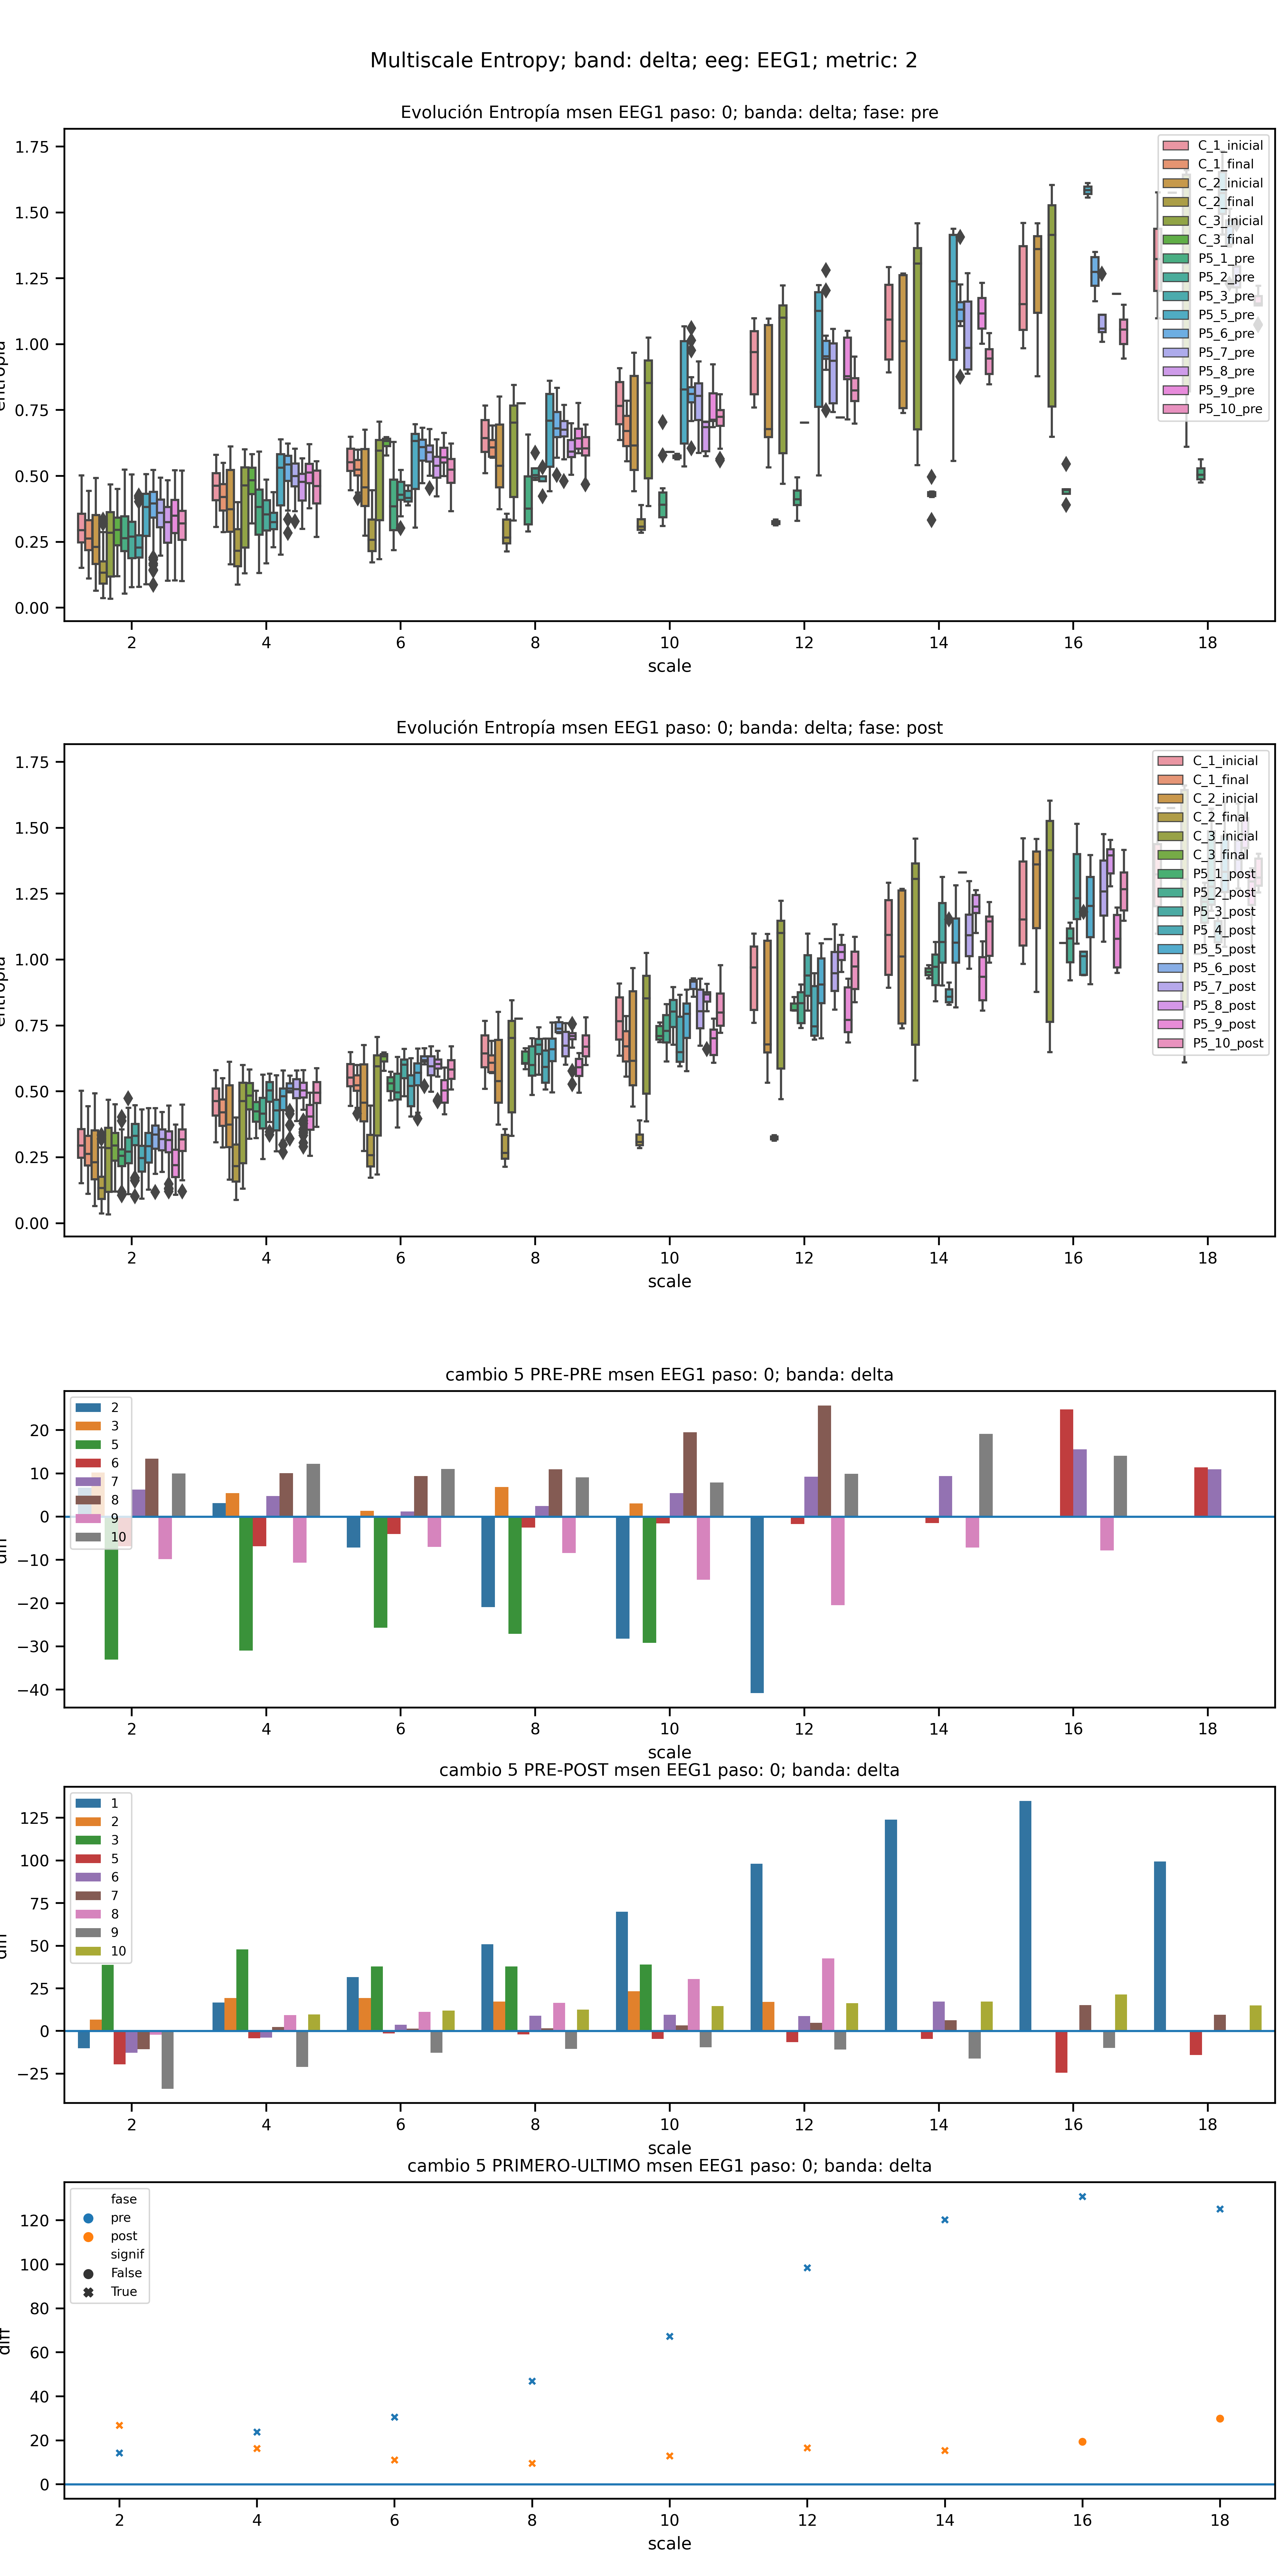 Multiscale Entropy; band: delta; eeg: EEG1; metric: 2
Evolución Entropía msen EEG1 paso: 0; banda: delta; fase: pre
1.75
1.50
1.25
1.00
0.75
0.50
0.25
0.00
entropia
C_1_inicial
C_1_final
C_2_inicial
C_2_final
C_3_inicial
C_3_final
P5_1_pre
P5_2_pre
P5_3_pre
P5_5_pre
P5_6_pre
P5_7_pre
P5_8_pre
P5_9_pre
P5_10_pre
2 4 6 8 10 12 14 16 18
scale
Evolución Entropía msen EEG1 paso: 0; banda: delta; fase: post
1.75
1.50
1.25
1.00
0.75
0.50
0.25
0.00
entropia
C_1_inicial
C_1_final
C_2_inicial
C_2_final
C_3_inicial
C_3_final
P5_1_post
P5_2_post
P5_3_post
P5_4_post
P5_5_post
P5_6_post
P5_7_post
P5_8_post
P5_9_post
P5_10_post
2 4 6 8 10 12 14 16 18
scale
cambio 5 PRE-PRE msen EEG1 paso: 0; banda: delta
20
10
0
−10
−20
−30
−40
diff
2
3
5
6
7
8
9
10
2 4 6 8 10 12 14 16 18
scale
cambio 5 PRE-POST msen EEG1 paso: 0; banda: delta
125
100
75
50
25
0
−25
diff
1
2
3
5
6
7
8
9
10
2 4 6 8 10 12 14 16 18
scale
cambio 5 PRIMERO-ULTIMO msen EEG1 paso: 0; banda: delta
120
100
80
60
40
20
0
diff
fase
pre
post
signif
False
True
2 4 6 8 10 12 14 16 18
scale